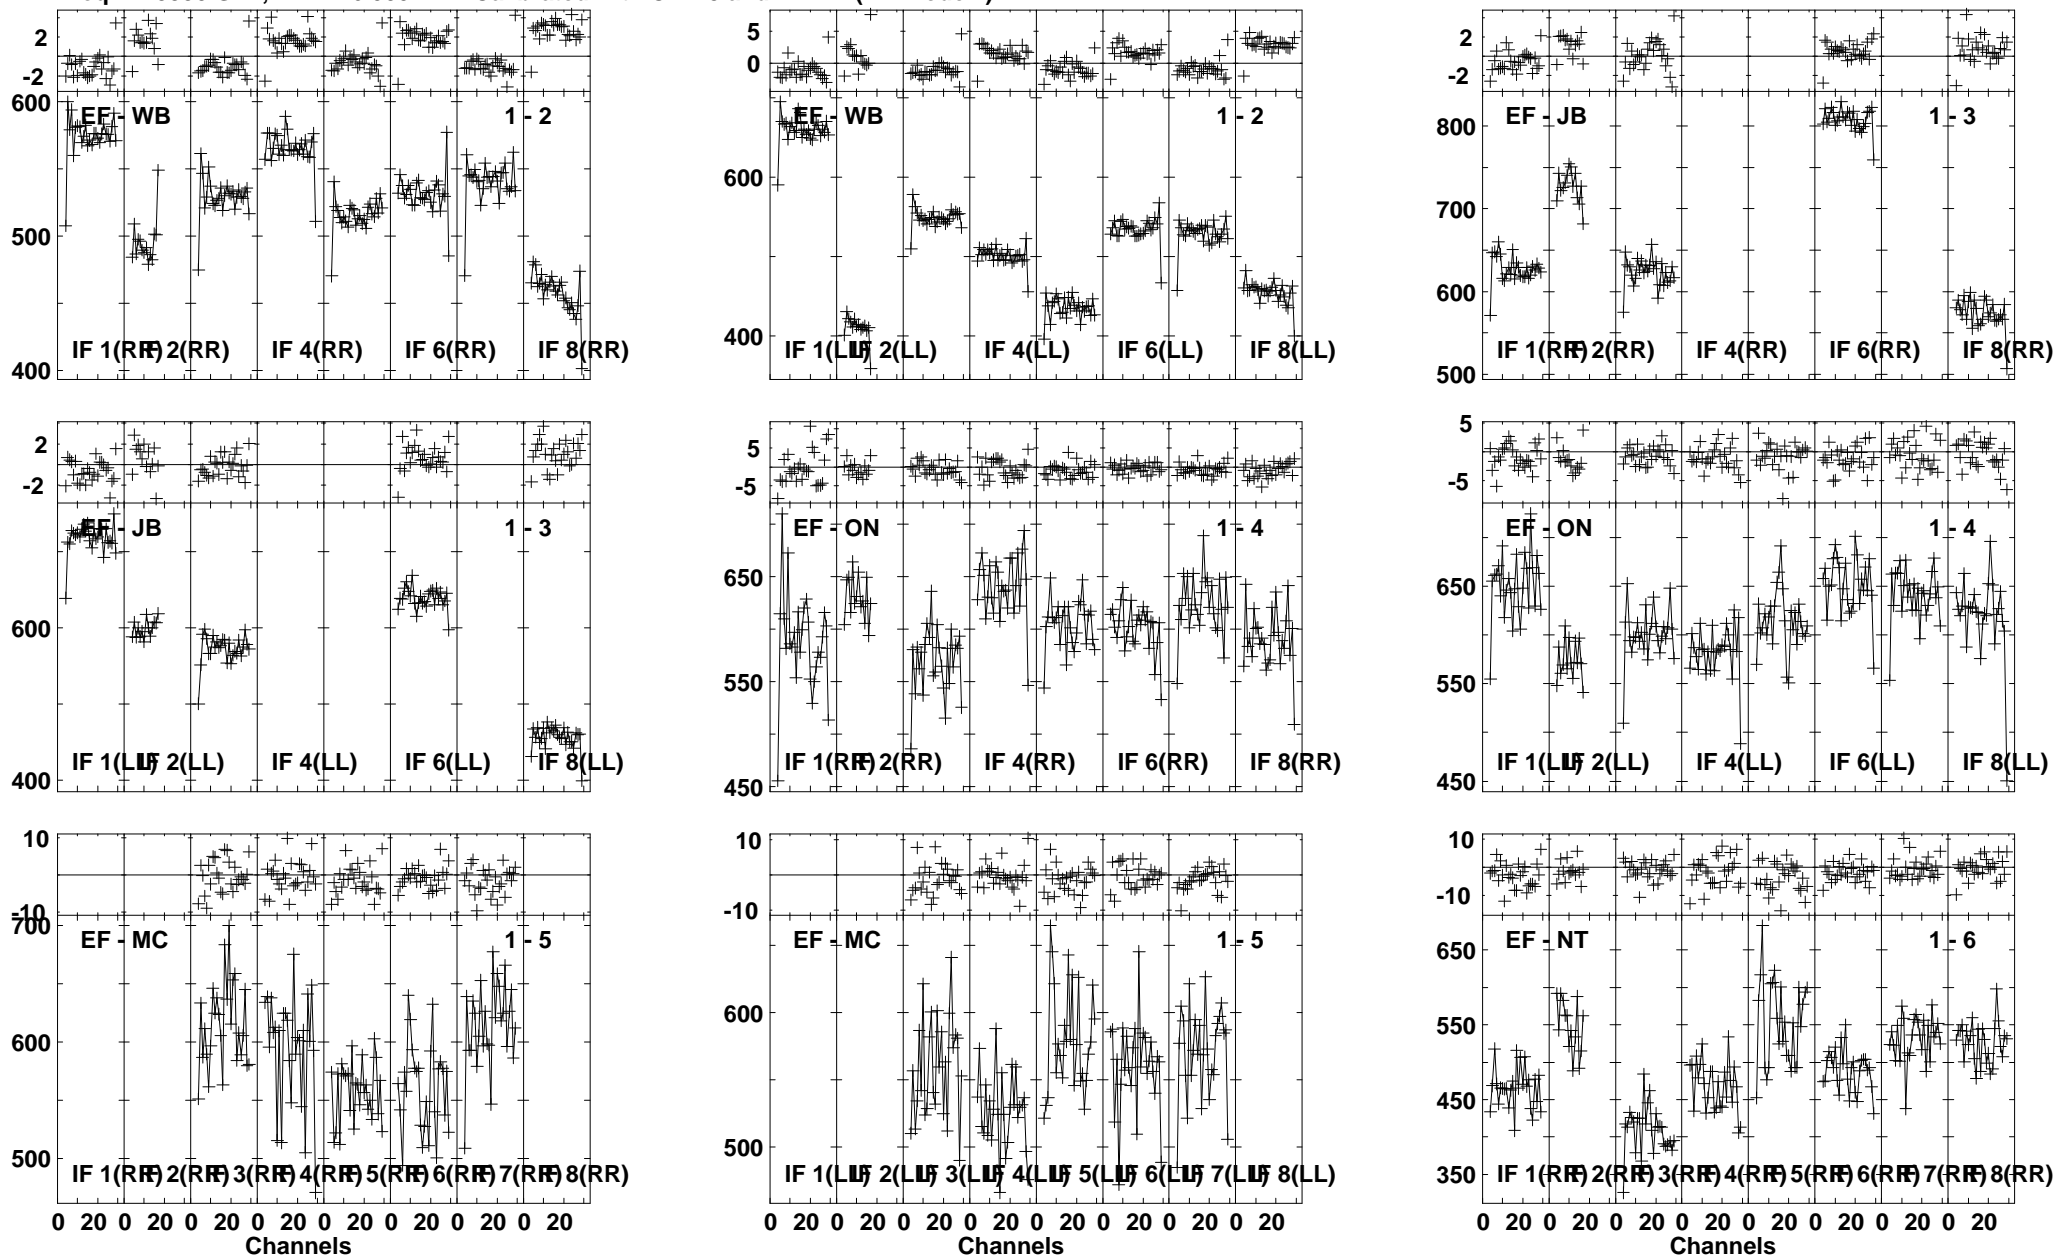 2
-2
600
EF - WB
1 - 2
500
400
IF 1(RR)
IF 2(RR)
IF 4(RR)
IF 6(RR)
IF 8(RR)
5
0
EF - WB
1 - 2
600
400
IF 1(LL)
IF 2(LL)
IF 4(LL)
IF 6(LL)
IF 8(LL)
2
-2
EF - JB
1 - 3
800
700
600
500
IF 1(RR)
IF 2(RR)
IF 4(RR)
IF 6(RR)
IF 8(RR)
2
-2
EF - JB
1 - 3
600
400
IF 1(LL)
IF 2(LL)
IF 4(LL)
IF 6(LL)
IF 8(LL)
5
-5
EF - ON
1 - 4
650
550
450
IF 1(RR)
IF 2(RR)
IF 4(RR)
IF 6(RR)
IF 8(RR)
5
-5
EF - ON
1 - 4
650
550
450
IF 1(LL)
IF 2(LL)
IF 4(LL)
IF 6(LL)
IF 8(LL)
10
-10
700
EF - MC
1 - 5
600
500
IF 1(RR)
IF 2(RR)
IF 3(RR)
IF 4(RR)
IF 5(RR)
IF 6(RR)
IF 7(RR)
IF 8(RR)
0 20 0 20 0 20 0 20 0 20 0 20 0 20 0 20
Channels
10
-10
EF - MC
1 - 5
600
500
IF 1(LL)
IF 2(LL)
IF 3(LL)
IF 4(LL)
IF 5(LL)
IF 6(LL)
IF 7(LL)
IF 8(LL)
0 20 0 20 0 20 0 20 0 20 0 20 0 20 0 20
Channels
10
-10
EF - NT
1 - 6
650
550
450
350
IF 1(RR)
IF 2(RR)
IF 3(RR)
IF 4(RR)
IF 5(RR)
IF 6(RR)
IF 7(RR)
IF 8(RR)
0 20 0 20 0 20 0 20 0 20 0 20 0 20 0 20
Channels